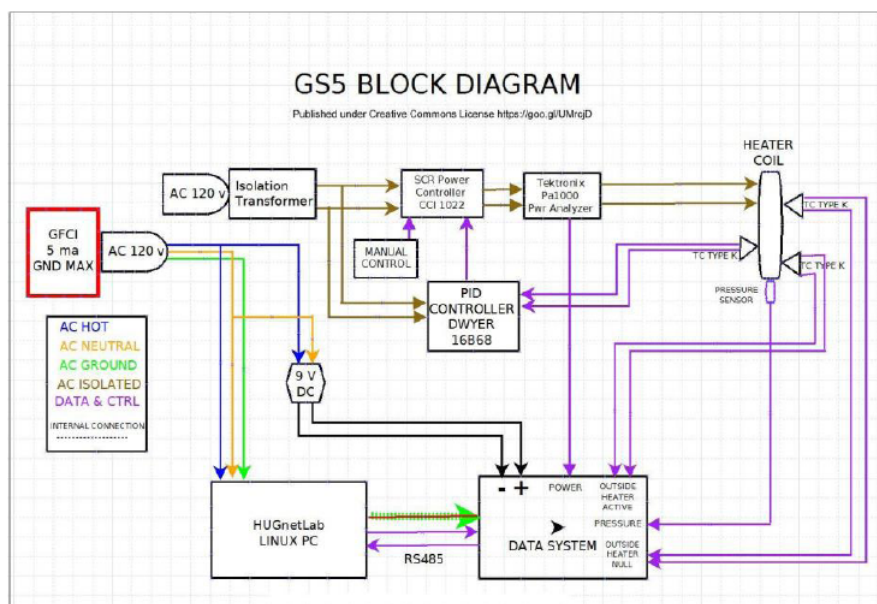 GS5 BLOCK DIAGRAM
Published under Creative Commons License https://goo.gl/UMrcjD
HEATER
COIL
AC 120 v
Isolation
Transformer
SCR Power
Controller
CCI 1022
Tektronix
Pa1000
Pwr Analyzer
TC TYPE K
GFCI
5 ma
GND MAX
AC 120 v
MANUAL
CONTROL
TC TYPE K
TC TYPE K
PID
CONTROLLER
DWYER
16B68
PRESSURE
SENSOR
AC HOT
AC NEUTRAL
AC GROUND
AC ISOLATED
DATA & CTRL
INTERNAL CONNECTION
9 V
DC
- +
POWER
OUTSIDE
HEATER
ACTIVE
HUGnetLab
LINUX PC
PRESSURE
DATA SYSTEM
OUTSIDE
HEATER
NULL
RS485